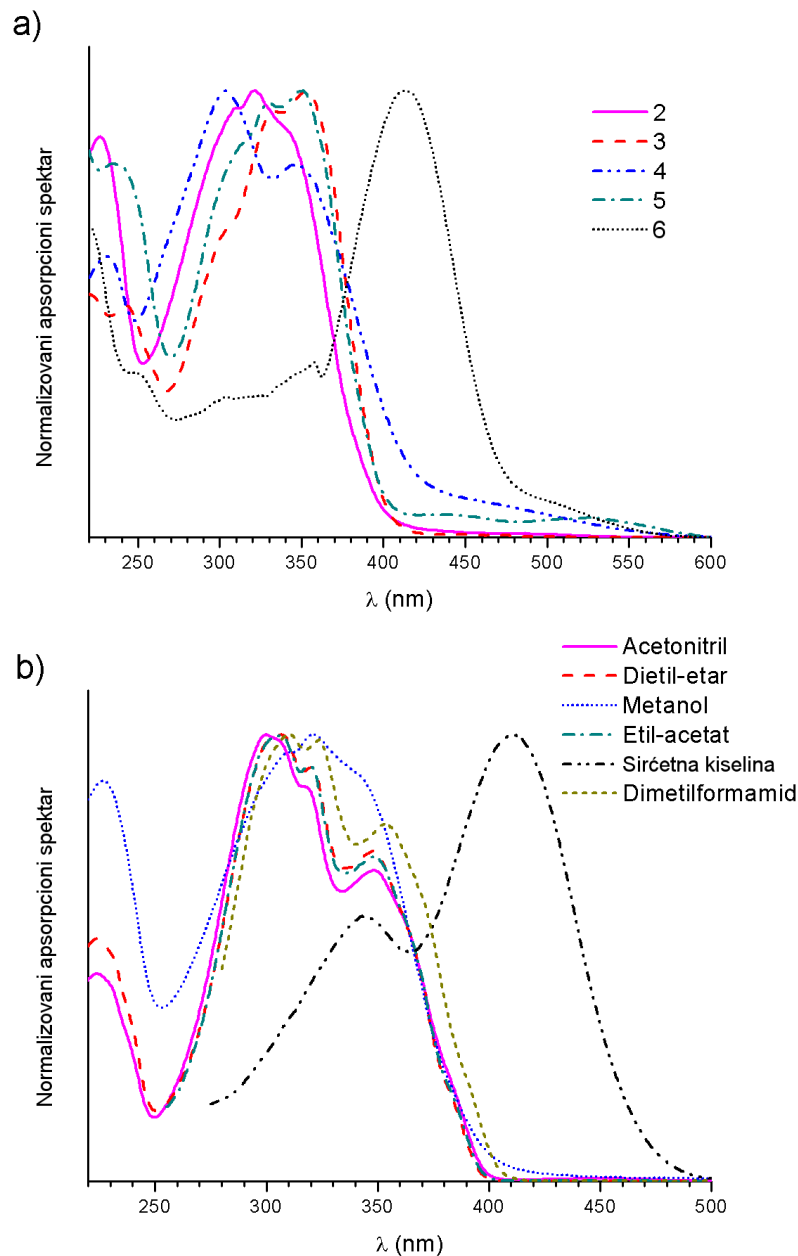 a)
2
3
4
5
6
Normalizovani apsorpcioni spektar
250 300 350 400 450 500 550 600
λ (nm)
b)
Acetonitril
Dietil-etar
Metanol
Etil-acetat
Sirćetna kiselina
Dimetilformamid
Normalizovani apsorpcioni spektar
250 300 350 400 450 500
λ (nm)